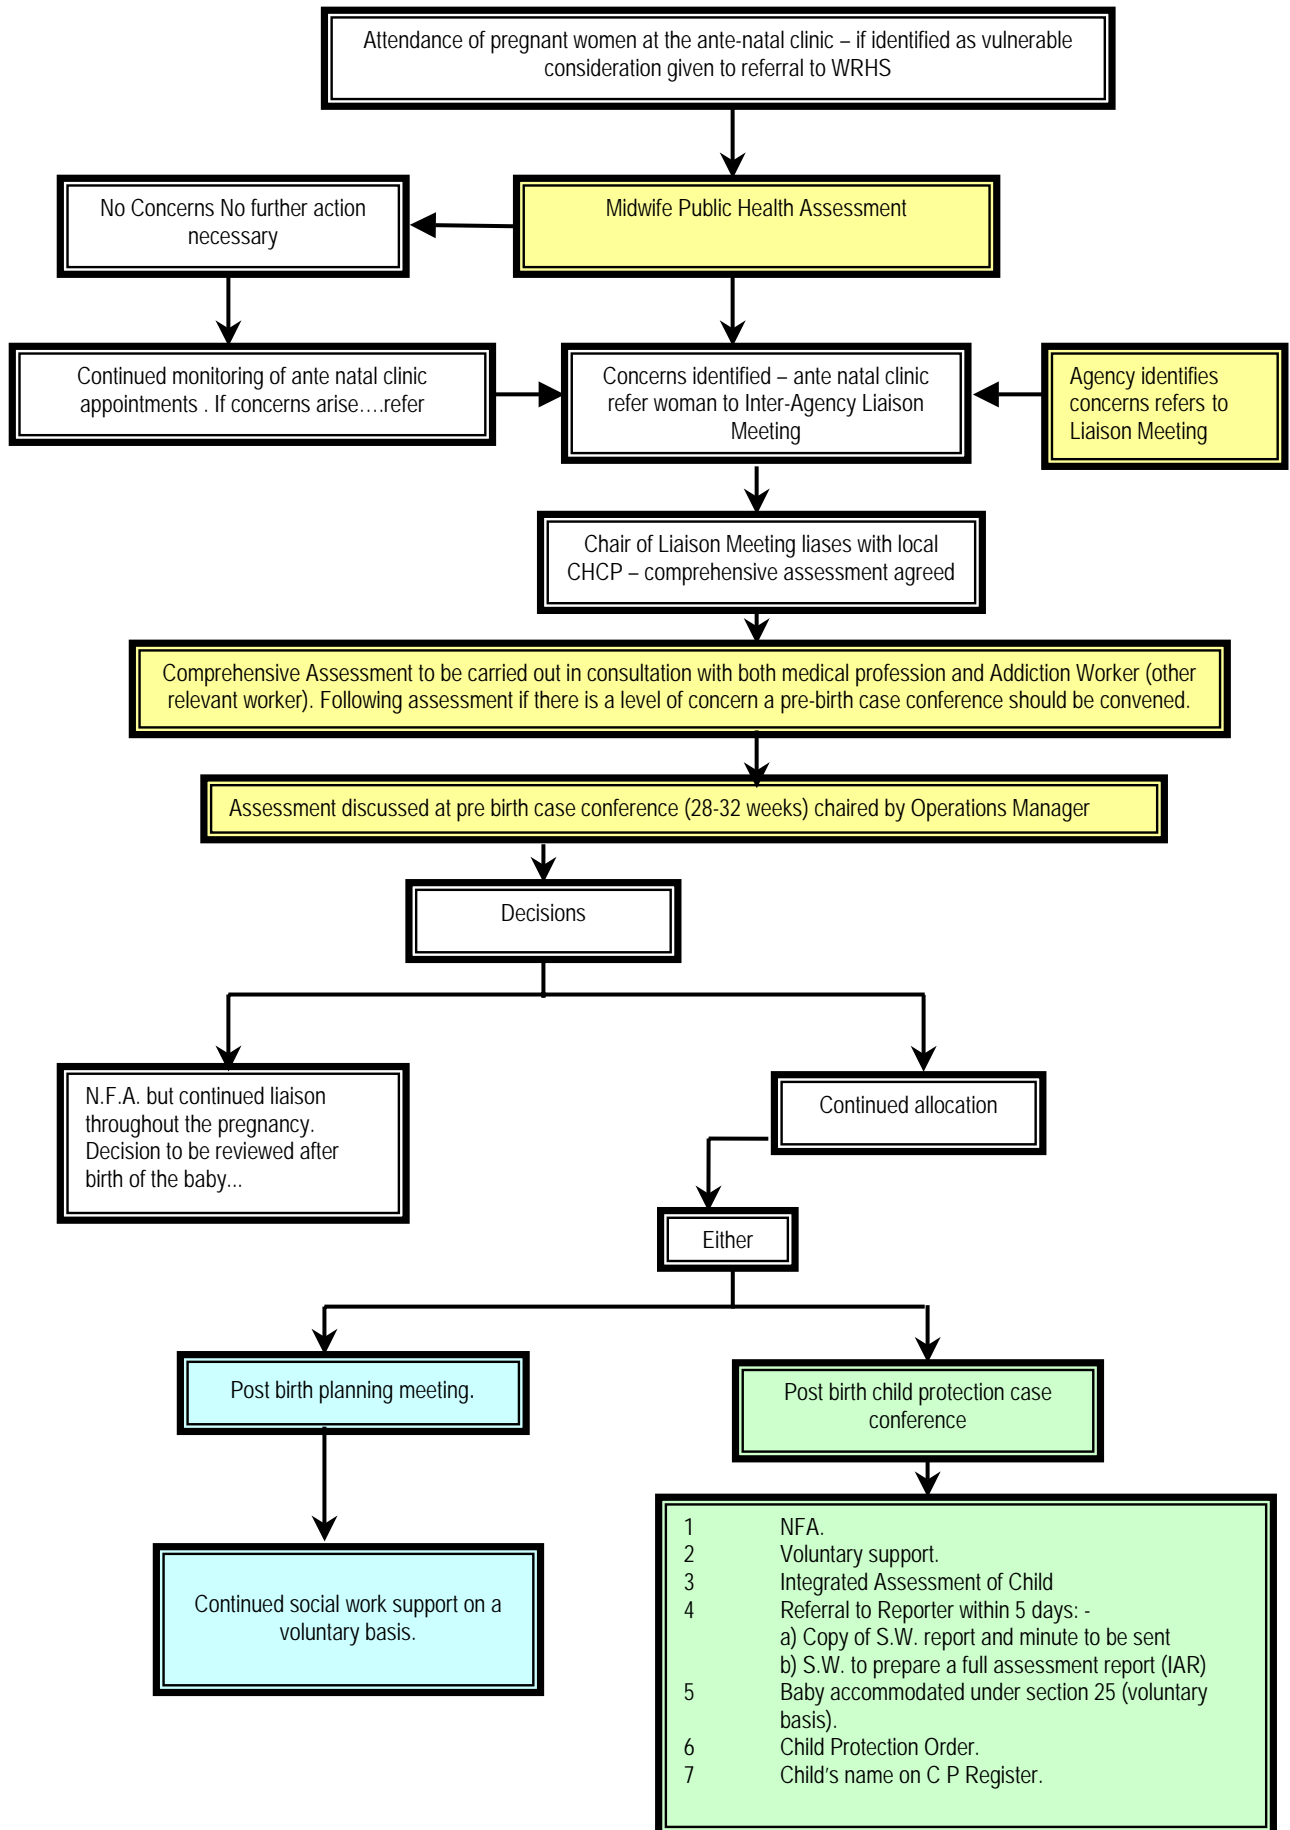 Attendance of pregnant women at the ante-natal clinic – if identified as vulnerable
consideration given to referral to WRHS
No Concerns No further action
necessary
Midwife Public Health Assessment
Continued monitoring of ante natal clinic
appointments . If concerns arise….refer
Concerns identified – ante natal clinic
refer woman to Inter-Agency Liaison
Meeting
Agency identifies
concerns refers to
Liaison Meeting
Chair of Liaison Meeting liases with local
CHCP – comprehensive assessment agreed
Comprehensive Assessment to be carried out in consultation with both medical profession and Addiction Worker (other
relevant worker). Following assessment if there is a level of concern a pre-birth case conference should be convened.
Assessment discussed at pre birth case conference (28-32 weeks) chaired by Operations Manager
Decisions
N.F.A. but continued liaison
throughout the pregnancy.
Decision to be reviewed after
birth of the baby...
Continued allocation
Either
Post birth planning meeting.
Post birth child protection case
conference
Continued social work support on a
voluntary basis.
1 NFA.
2 Voluntary support.
3 Integrated Assessment of Child
4 Referral to Reporter within 5 days: -
a) Copy of S.W. report and minute to be sent
b) S.W. to prepare a full assessment report (IAR)
5 Baby accommodated under section 25 (voluntary
basis).
6 Child Protection Order.
7 Child's name on C P Register.